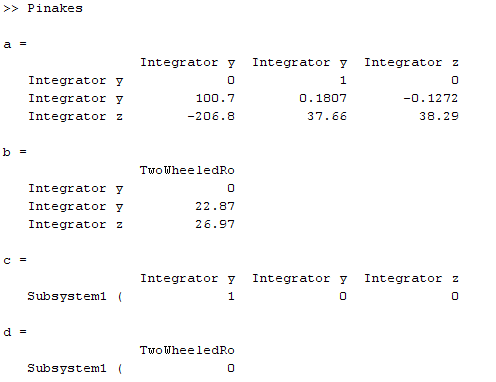 >> Pinakes
a =
Integrator y Integrator y Integrator z
Integrator y 0 1 0
Integrator y 100.7 0.1807 -0.1272
Integrator z -206.8 37.66 38.29
b =
TwoWheeledRo
Integrator y 0
Integrator y 22.87
Integrator z 26.97
c =
Integrator y Integrator y Integrator z
Subsystem1 ( 1 0 0
d =
TwoWheeledRo
Subsystem1 ( 0